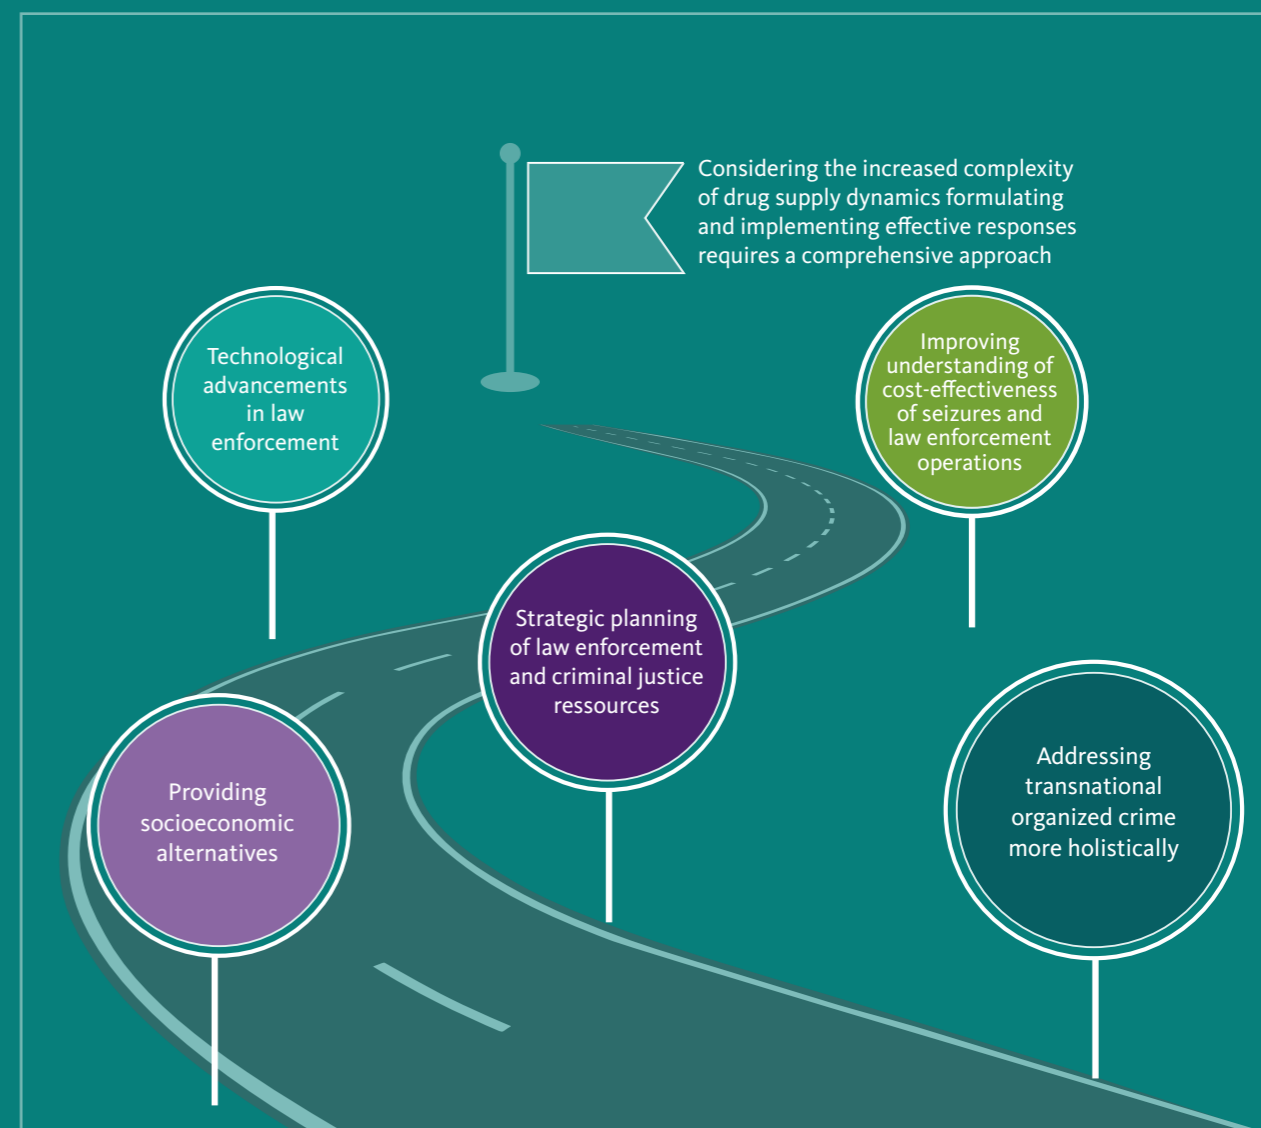 Considering the increased complexity
of drug supply dynamics formulating
and implementing effective responses
requires a comprehensive approach
Technological
advancements
in law
enforcement
Improving
understanding of
cost-effectiveness
of seizures and
law enforcement
operations
Strategic planning
of law enforcement
and criminal justice
ressources
Providing
socioeconomic
alternatives
Addressing
transnational
organized crime
more holistically